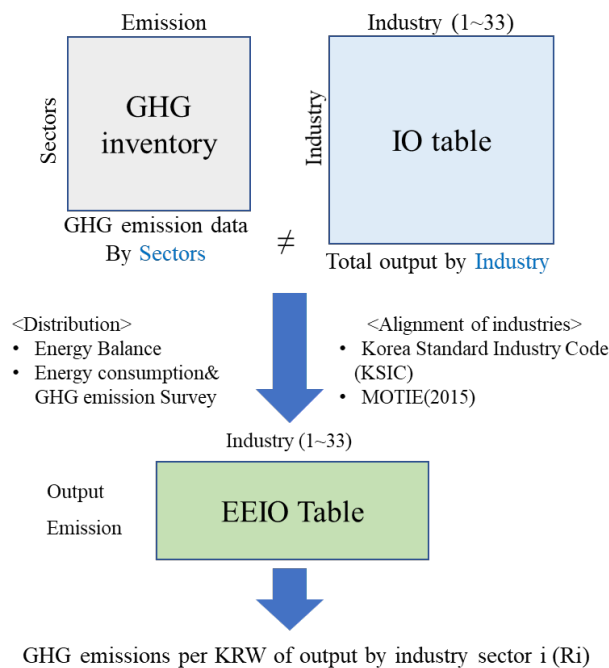 Emission
Industry (1~33)
Sectors
GHG
inventory
Industry
IO table
GHG emission data
By Sectors
≠
Total output by Industry
<Distribution>
• Energy Balance
• Energy consumption&
GHG emission Survey
<Alignment of industries>
• Korea Standard Industry Code
(KSIC)
• MOTIE(2015)
Industry (1~33)
Output
Emission
EEIO Table
GHG emissions per KRW of output by industry sector i (Ri)